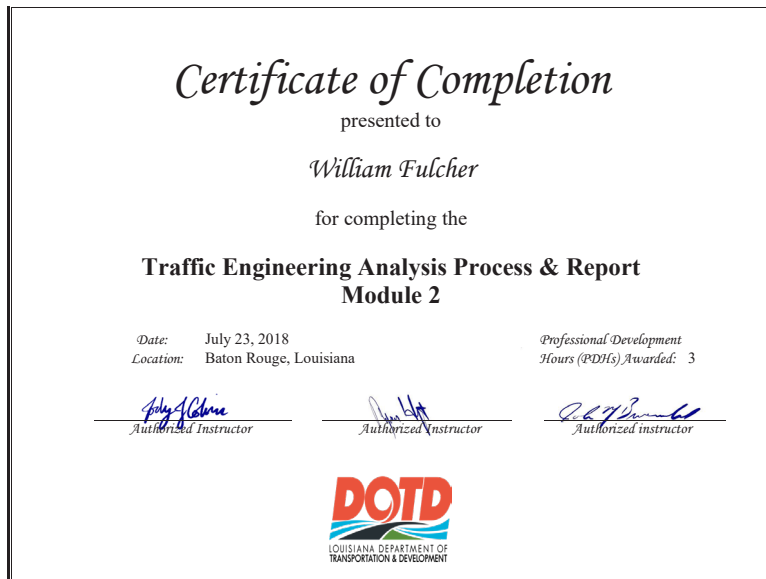 Certificate of Completion
presented to
William Fulcher
for completing the
Traffic Engineering Analysis Process & Report
Module 2
Date: July 23, 2018
Location: Baton Rouge, Louisiana
Professional Development
Hours (PDHs) Awarded: 3
Authorized Instructor
Authorized Instructor
Authorized instructor
DOTD
LOUISIANA DEPARTMENT OF
TRANSPORTATION & DEVELOPMENT